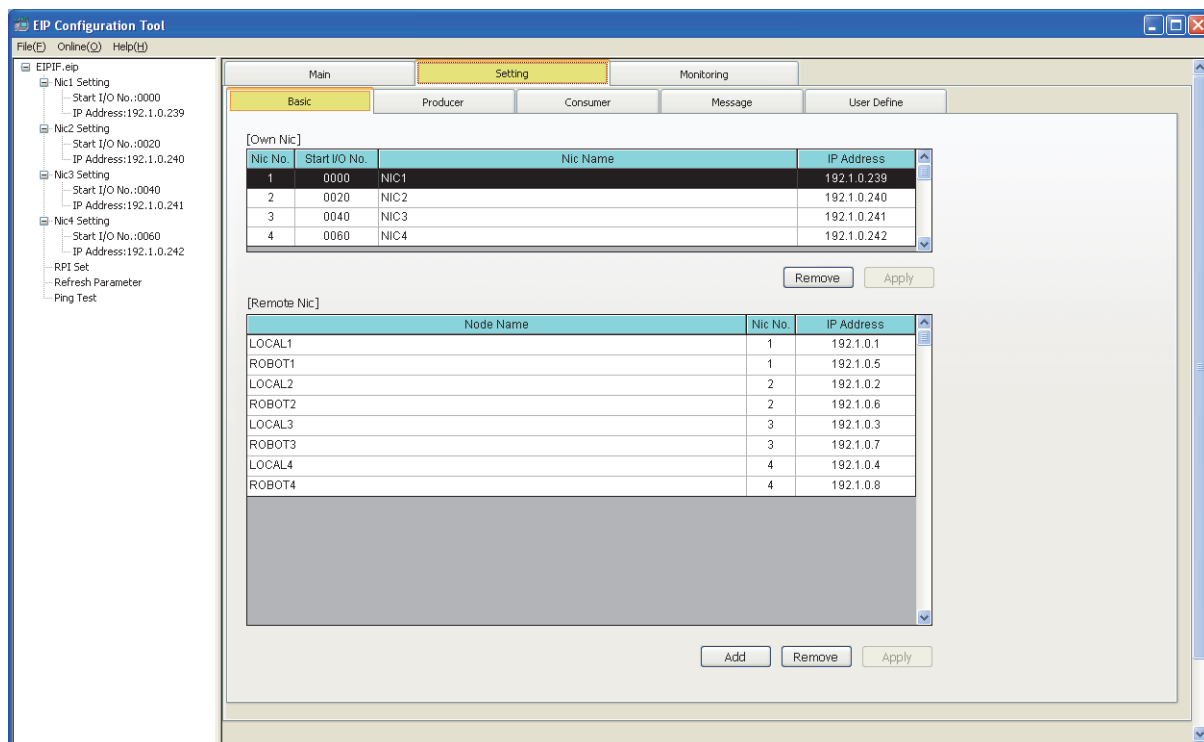 EIP Configuration Tool
File(F) Online(O) Help(H)
EIPIF.eip
Nic1 Setting
Start I/O No.:0000
IP Address:192.1.0.239
Nic2 Setting
Start I/O No.:0020
IP Address:192.1.0.240
Nic3 Setting
Start I/O No.:0040
IP Address:192.1.0.241
Nic4 Setting
Start I/O No.:0060
IP Address:192.1.0.242
RPI Set
Refresh Parameter
Ping Test
Main Setting Monitoring
Basic Producer Consumer Message User Define
[Own Nic]
Nic No. Start I/O No. Nic Name IP Address
1 0000 NIC1 192.1.0.239
2 0020 NIC2 192.1.0.240
3 0040 NIC3 192.1.0.241
4 0060 NIC4 192.1.0.242
Remove Apply
[Remote Nic]
Node Name Nic No. IP Address
LOCAL1 1 192.1.0.1
ROBOT1 1 192.1.0.5
LOCAL2 2 192.1.0.2
ROBOT2 2 192.1.0.6
LOCAL3 3 192.1.0.3
ROBOT3 3 192.1.0.7
LOCAL4 4 192.1.0.4
ROBOT4 4 192.1.0.8
Add Remove Apply